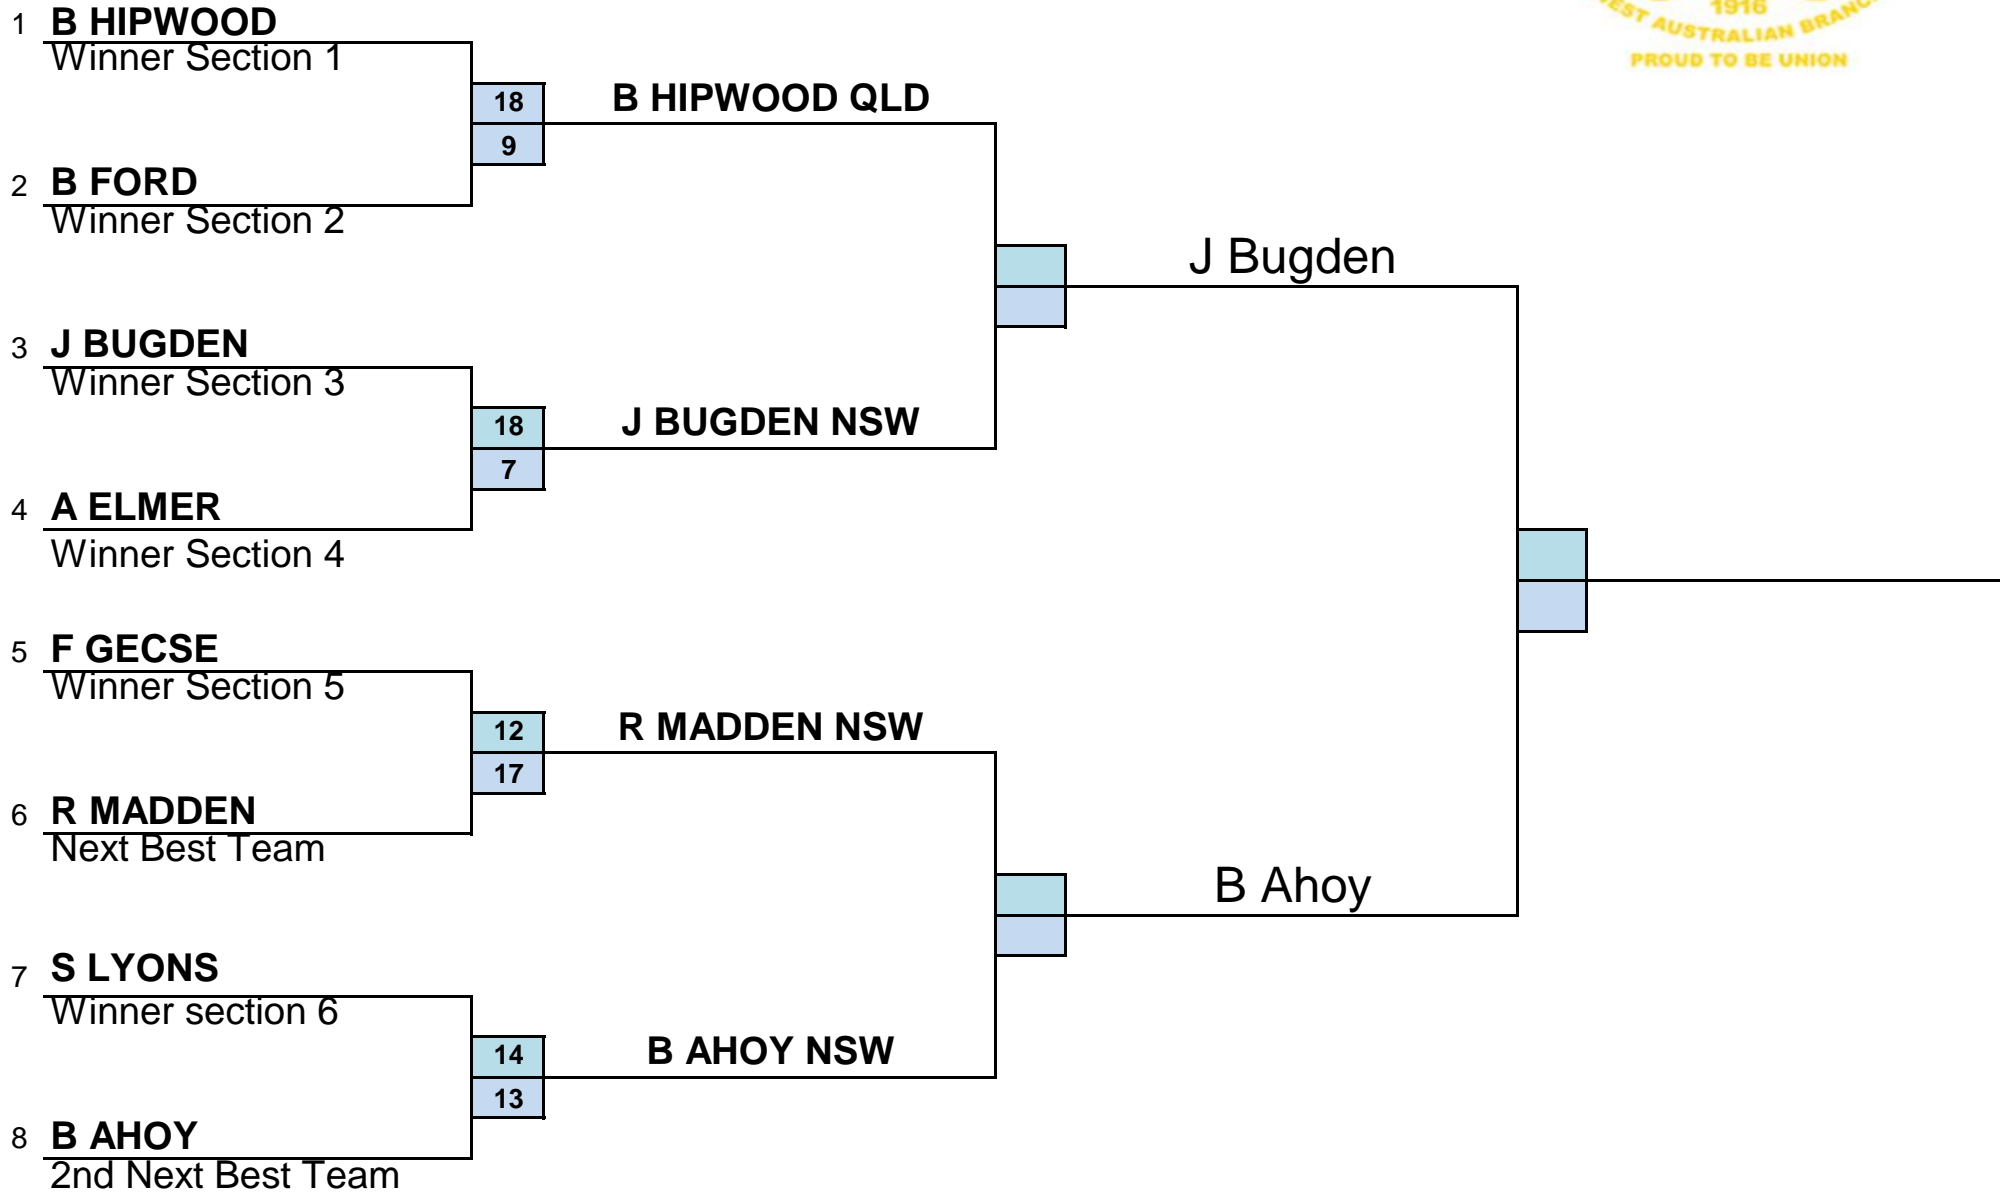 1916
WEST AUSTRALIAN BRANCH
PROUD TO BE UNION
1 B HIPWOOD
Winner Section 1
18
9
B HIPWOOD QLD
2 B FORD
Winner Section 2
J Bugden
3 J BUGDEN
Winner Section 3
18
7
J BUGDEN NSW
4 A ELMER
Winner Section 4
5 F GECSE
Winner Section 5
12
17
R MADDEN NSW
6 R MADDEN
Next Best Team
B Ahoy
7 S LYONS
Winner section 6
14
13
B AHOY NSW
8 B AHOY
2nd Next Best Team